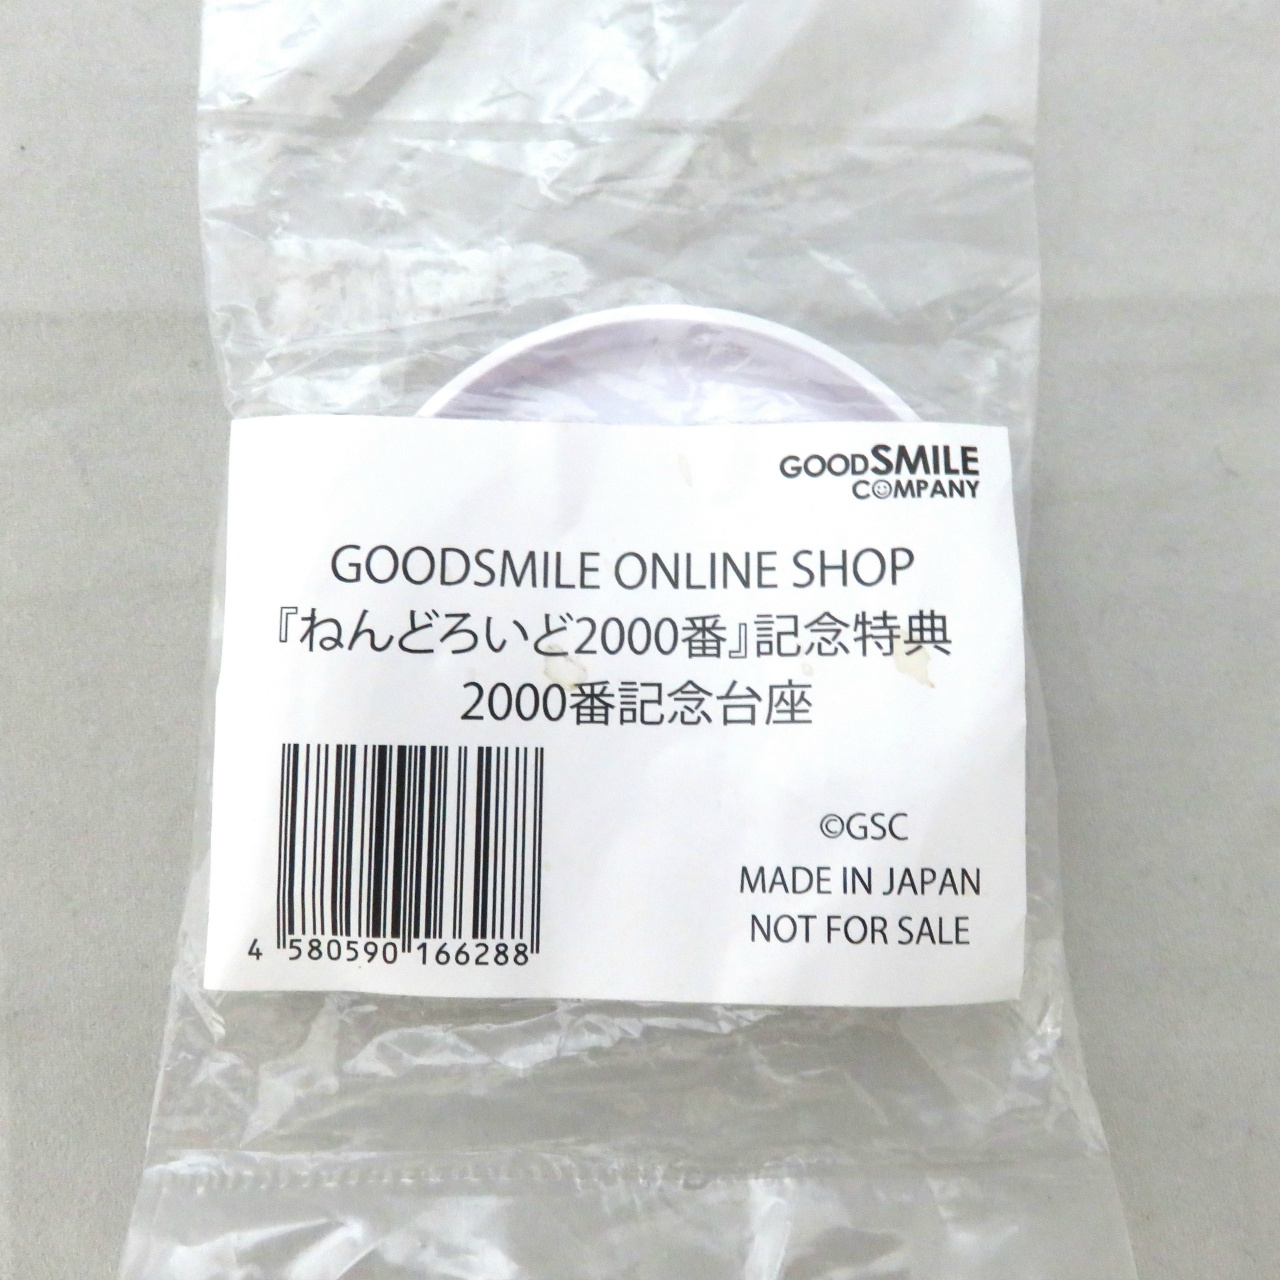 GOODSMILE
COMPANY
GOODSMILE ONLINE SHOP
『ねんどろいど2000番』記念特典
2000番記念台座
©GSC
MADE IN JAPAN
NOT FOR SALE
4 580590 166288